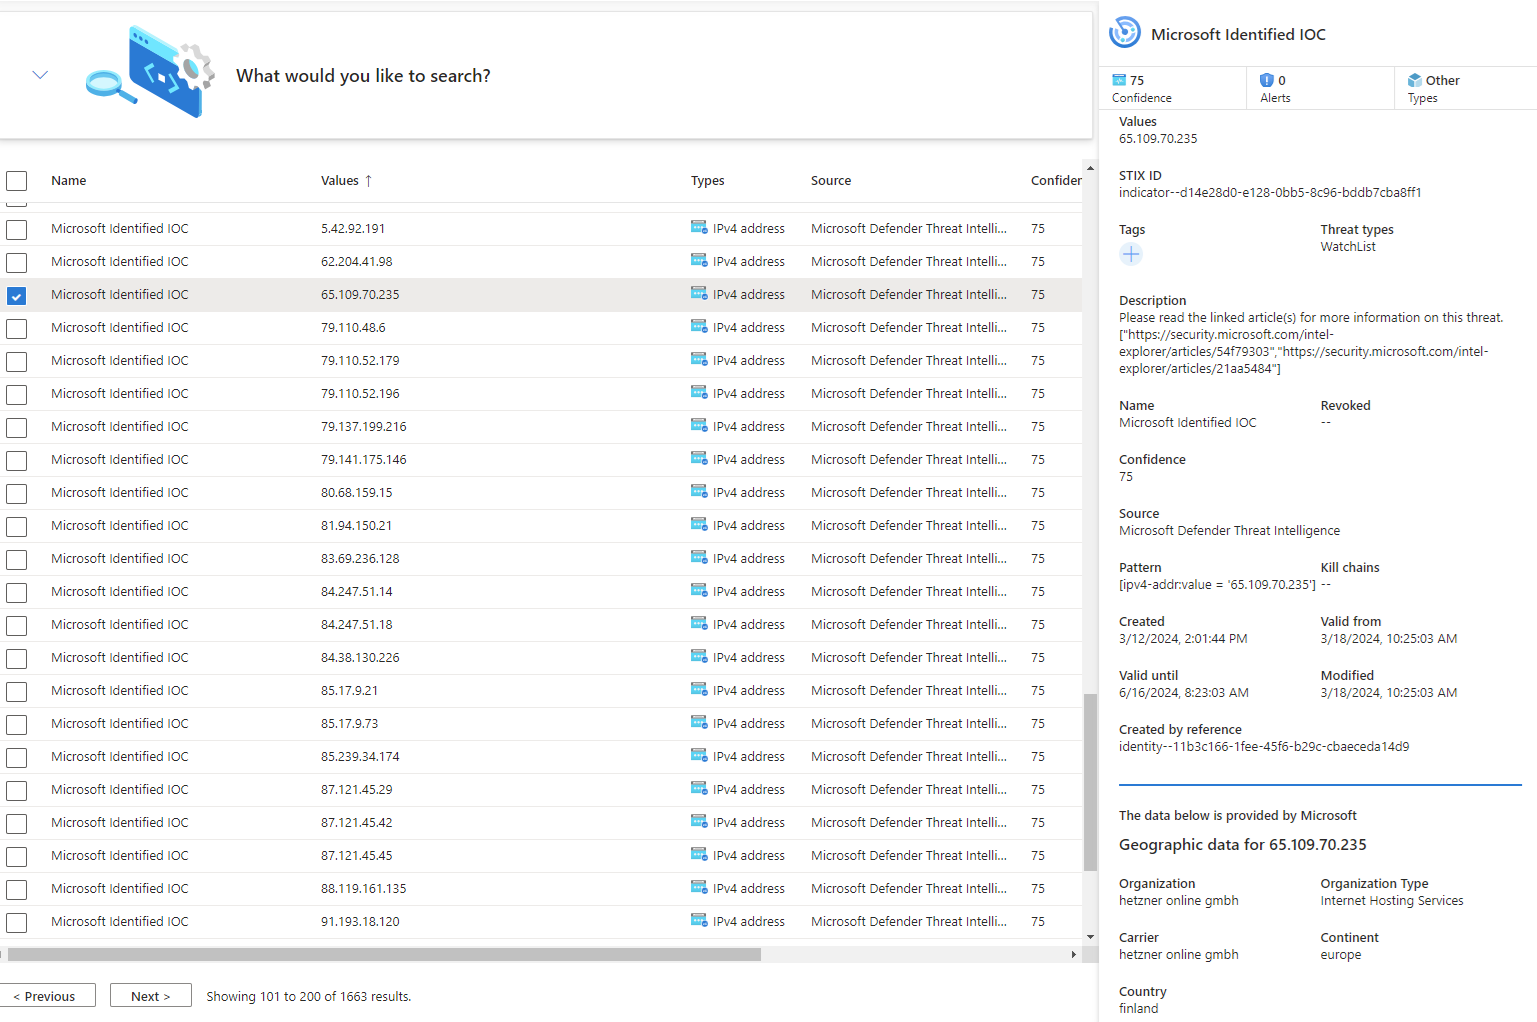 What would you like to search?
Name Values ↑ Types Source Confiden
Microsoft Identified IOC 5.42.92.191 IPv4 address Microsoft Defender Threat Intelli... 75
Microsoft Identified IOC 62.204.41.98 IPv4 address Microsoft Defender Threat Intelli... 75
Microsoft Identified IOC 65.109.70.235 IPv4 address Microsoft Defender Threat Intelli... 75
Microsoft Identified IOC 79.110.48.6 IPv4 address Microsoft Defender Threat Intelli... 75
Microsoft Identified IOC 79.110.52.179 IPv4 address Microsoft Defender Threat Intelli... 75
Microsoft Identified IOC 79.110.52.196 IPv4 address Microsoft Defender Threat Intelli... 75
Microsoft Identified IOC 79.137.199.216 IPv4 address Microsoft Defender Threat Intelli... 75
Microsoft Identified IOC 79.141.175.146 IPv4 address Microsoft Defender Threat Intelli... 75
Microsoft Identified IOC 80.68.159.15 IPv4 address Microsoft Defender Threat Intelli... 75
Microsoft Identified IOC 81.94.150.21 IPv4 address Microsoft Defender Threat Intelli... 75
Microsoft Identified IOC 83.69.236.128 IPv4 address Microsoft Defender Threat Intelli... 75
Microsoft Identified IOC 84.247.51.14 IPv4 address Microsoft Defender Threat Intelli... 75
Microsoft Identified IOC 84.247.51.18 IPv4 address Microsoft Defender Threat Intelli... 75
Microsoft Identified IOC 84.38.130.226 IPv4 address Microsoft Defender Threat Intelli... 75
Microsoft Identified IOC 85.17.9.21 IPv4 address Microsoft Defender Threat Intelli... 75
Microsoft Identified IOC 85.17.9.73 IPv4 address Microsoft Defender Threat Intelli... 75
Microsoft Identified IOC 85.239.34.174 IPv4 address Microsoft Defender Threat Intelli... 75
Microsoft Identified IOC 87.121.45.29 IPv4 address Microsoft Defender Threat Intelli... 75
Microsoft Identified IOC 87.121.45.42 IPv4 address Microsoft Defender Threat Intelli... 75
Microsoft Identified IOC 87.121.45.45 IPv4 address Microsoft Defender Threat Intelli... 75
Microsoft Identified IOC 88.119.161.135 IPv4 address Microsoft Defender Threat Intelli... 75
Microsoft Identified IOC 91.193.18.120 IPv4 address Microsoft Defender Threat Intelli... 75
< Previous Next > Showing 101 to 200 of 1663 results.
Microsoft Identified IOC
75 0 Other
Confidence Alerts Types
Values
65.109.70.235
STIX ID
indicator--d14e28d0-e128-0bb5-8c96-bddb7cba8ff1
Tags Threat types
WatchList
Description
Please read the linked article(s) for more information on this threat.
["https://security.microsoft.com/intel-
explorer/articles/54f79303","https://security.microsoft.com/intel-
explorer/articles/21aa5484"]
Name Revoked
Microsoft Identified IOC --
Confidence
75
Source
Microsoft Defender Threat Intelligence
Pattern Kill chains
[ipv4-addr:value = '65.109.70.235'] --
Created Valid from
3/12/2024, 2:01:44 PM 3/18/2024, 10:25:03 AM
Valid until Modified
6/16/2024, 8:23:03 AM 3/18/2024, 10:25:03 AM
Created by reference
identity--11b3c166-1fee-45f6-b29c-cbaeceda14d9
The data below is provided by Microsoft
Geographic data for 65.109.70.235
Organization Organization Type
hetzner online gmbh Internet Hosting Services
Carrier Continent
hetzner online gmbh europe
Country
finland